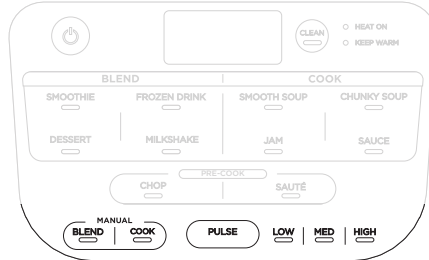 CLEAN
HEAT ON
KEEP WARM
BLEND COOK
SMOOTHIE FROZEN DRINK SMOOTH SOUP CHUNKY SOUP
DESSERT MILKSHAKE JAM SAUCE
PRE-COOK
CHOP SAUTÉ
MANUAL
BLEND COOK PULSE LOW MED HIGH